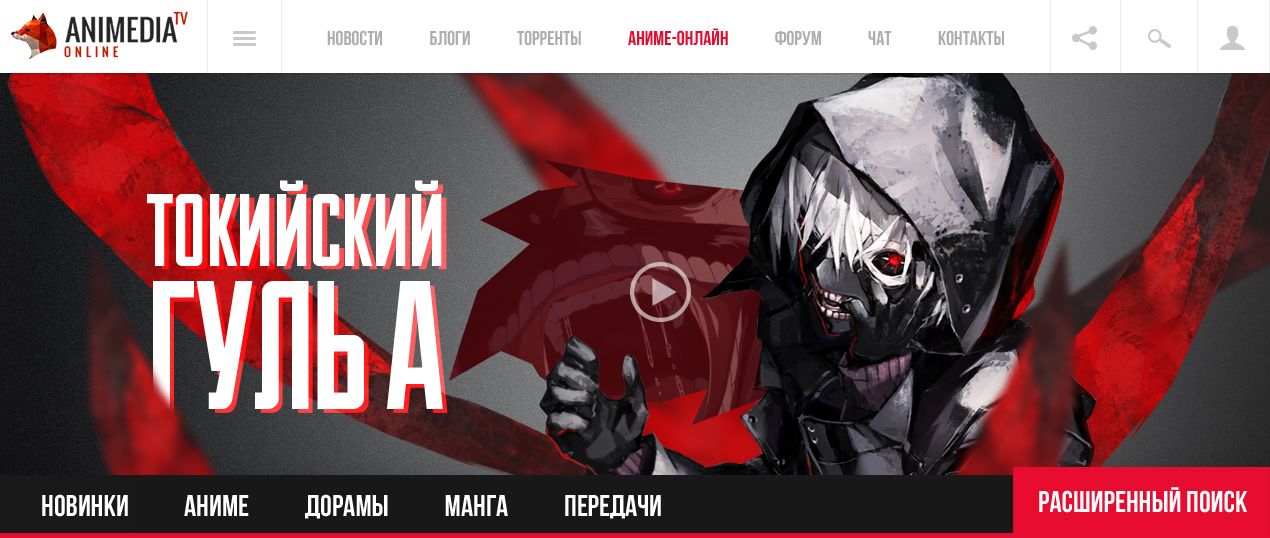 ANIMEDIA TV
ONLINE
НОВОСТИ БЛОГИ ТОРРЕНТЫ АНИМЕ-ОНЛАЙН ФОРУМ ЧАТ КОНТАКТЫ
ТОКИЙСКИЙ
ГУЛЬ А
НОВИНКИ АНИМЕ ДОРАМЫ МАНГА ПЕРЕДАЧИ РАСШИРЕННЫЙ ПОИСК